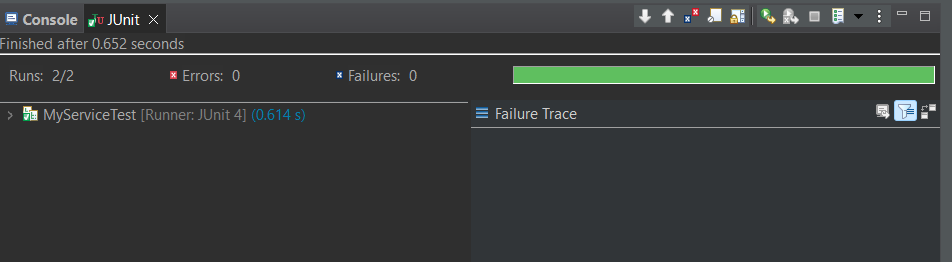 Console JUnit
Finished after 0.652 seconds
Runs: 2/2 Errors: 0 Failures: 0
MyServiceTest [Runner: JUnit 4] (0.614 s)
Failure Trace